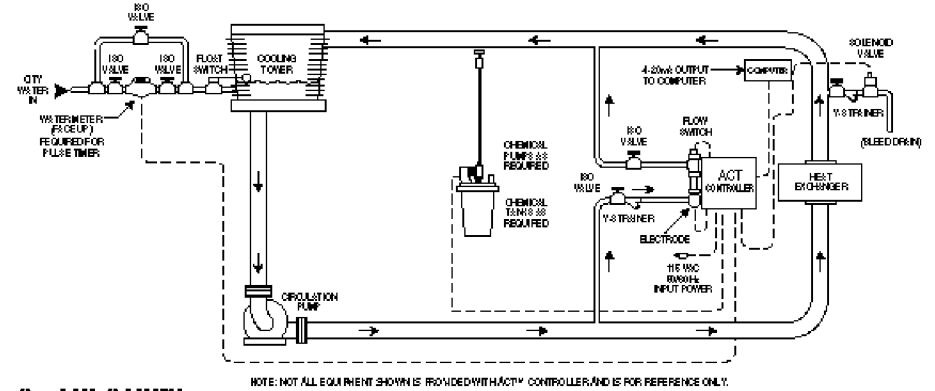 ISO
VALVE
ISO
VALVE
ISO
VALVE
FLOAT
SWITCH
COOLING
TOWER
CITY
WATER
IN
WATERMETER
(FACE UP)
REQUIRED FOR
PULSE TIMER
4-20mA OUTPUT
TO COMPUTER
COMPUTER
SOLENOID
VALVE
Y-STRAINER
(BLEED DRAIN)
FLOW
SWITCH
ISO
VALVE
CHEMICAL
PUMPS AS
REQUIRED
ACT
CONTROLLER
HEAT
EXCHANGER
ISO
VALVE
CHEMICAL
TANKS AS
REQUIRED
Y-STRAINER
ELECTRODE
115 VAC
50/60Hz
INPUT POWER
CIRCULATION
PUMP
NOTE: NOT ALL EQUIPMENT SHOWN IS PROVIDED WITH ACT™ CONTROLLER AND IS FOR REFERENCE ONLY.